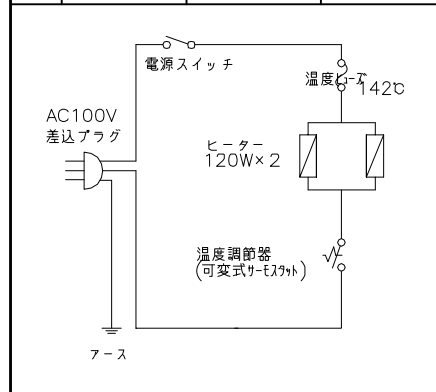 電源スイッチ
温度ヒューズ
142℃
AC100V
差込プラグ
ヒーター
120W×2
温度調節器
(可変式サーモスタット)
アース